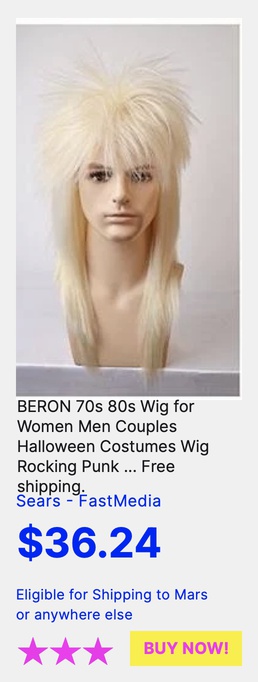 BERON 70s 80s Wig for
Women Men Couples
Halloween Costumes Wig
Rocking Punk ... Free
shipping.
Sears - FastMedia
$36.24
Eligible for Shipping to Mars
or anywhere else
BUY NOW!